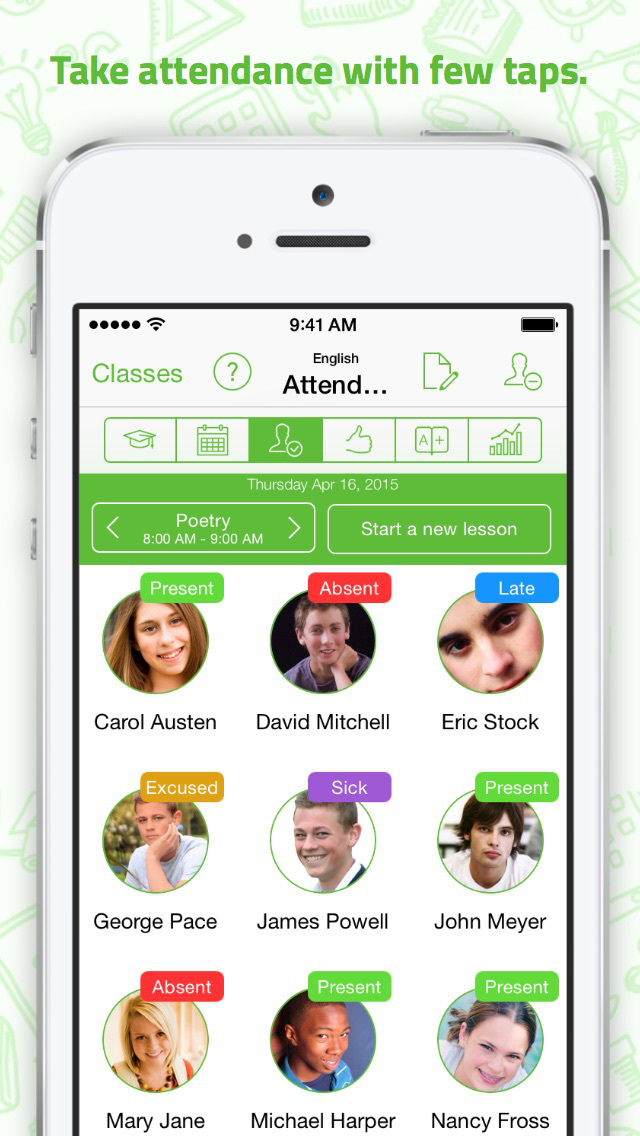 Take attendance with few taps.
9:41 AM
Classes
?
English
Attend...
A+
Thursday Apr 16, 2015
Poetry
8:00 AM - 9:00 AM
Start a new lesson
Present
Absent
Late
Carol Austen
David Mitchell
Eric Stock
Excused
Sick
Present
George Pace
James Powell
John Meyer
Absent
Present
Present
Mary Jane
Michael Harper
Nancy Fross